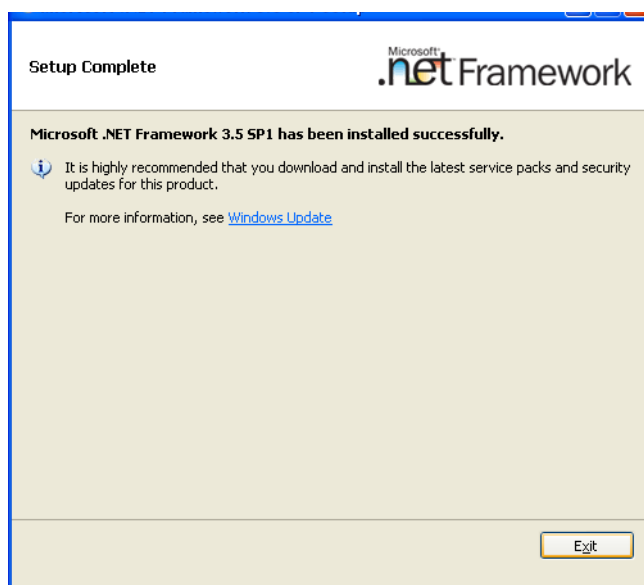 Setup Complete
Microsoft
.net Framework
Microsoft .NET Framework 3.5 SP1 has been installed successfully.
It is highly recommended that you download and install the latest service packs and security
updates for this product.
For more information, see Windows Update
Exit